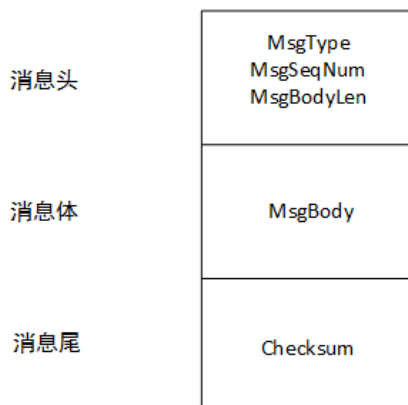 MsgType
消息头 MsgSeqNum
MsgBodyLen
消息体 MsgBody
消息尾 Checksum